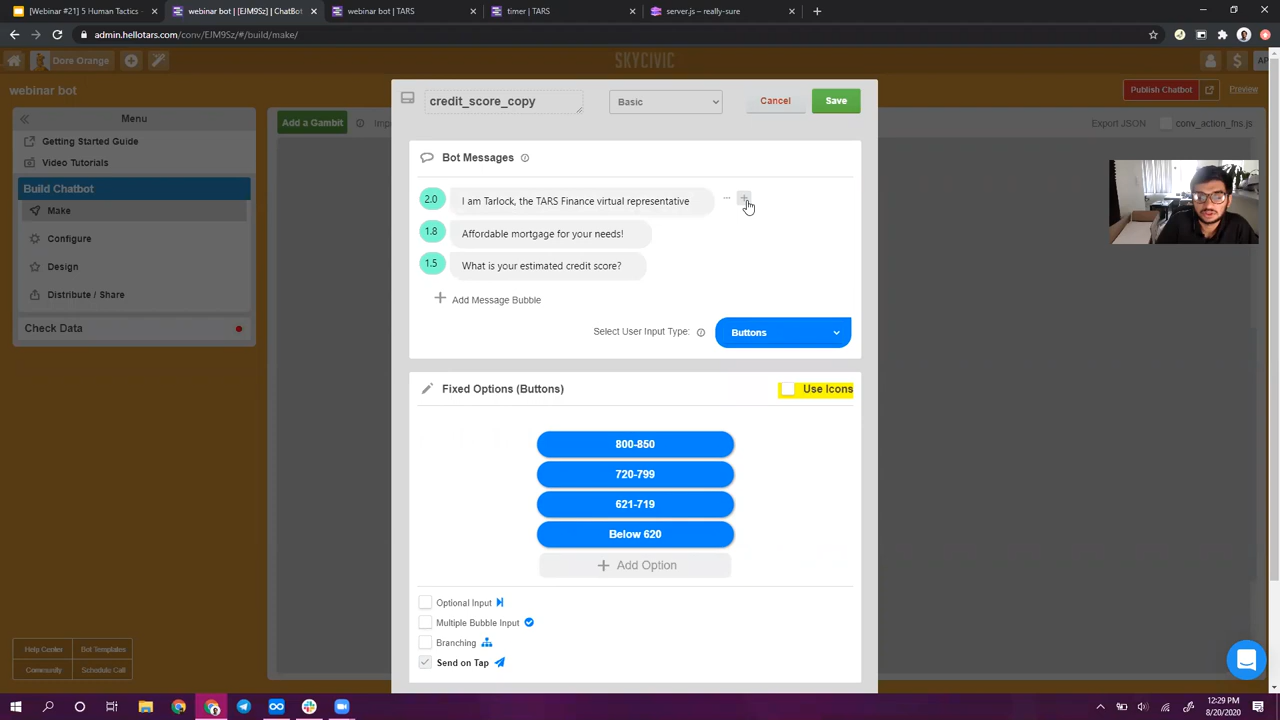 [Webinar #1] Human Tactics -
webinar bot | [EJM9Sz] | ChatBot
webinar bot | TARS
timer | TARS
server.js – really-sure
admin.hellotars.com/conv/EJM9Sz/#/build/make/
Dore Orange
SKYCIVIC
AP
webinar bot
Publish Chatbot
Preview
Menu
Add a Gambit
Export JSON
conv_action_fns.js
Getting Started Guide
Video Tutorials
Build Chatbot
Make
Configure
Design
Distribute / Share
Check Data
Help Center
Bot Templates
Community
Schedule Call
credit_score_copy
Basic
Cancel
Save
Bot Messages
2.0 I am Tarlock, the TARS Finance virtual representative
1.8 Affordable mortgage for your needs!
1.5 What is your estimated credit score?
Add Message Bubble
Select User Input Type:
Buttons
Fixed Options (Buttons)
Use Icons
800-850
720-799
621-719
Below 620
Add Option
Optional Input
Multiple Bubble Input
Branching
Send on Tap
12:29 PM
8/20/2020